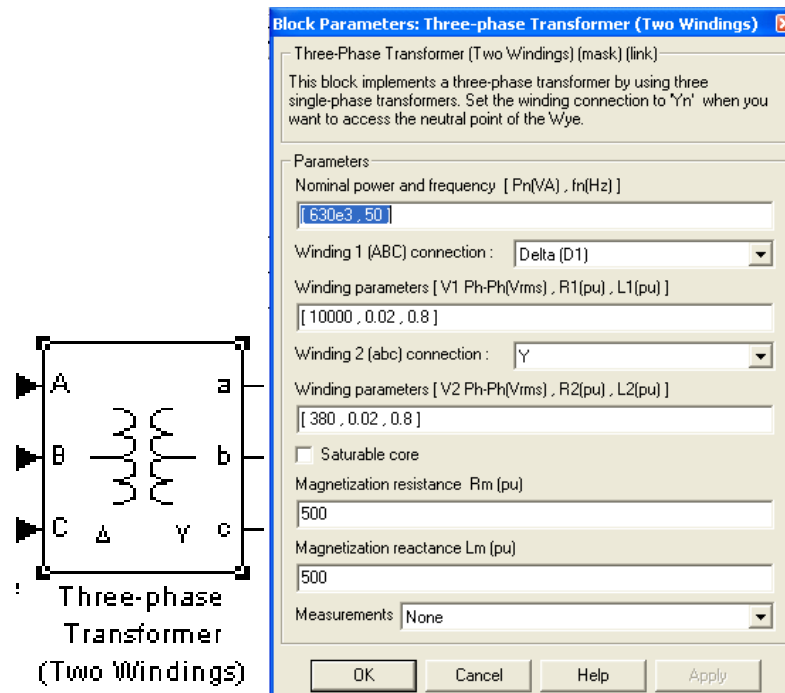 Block Parameters: Three-phase Transformer (Two Windings)
Three-Phase Transformer (Two Windings) (mask) (link)
This block implements a three-phase transformer by using three
single-phase transformers. Set the winding connection to 'Yn' when you
want to access the neutral point of the Wye.
Parameters
Nominal power and frequency [ Pn(VA) , fn(Hz) ]
[ 630e3 , 50 ]
Winding 1 (ABC) connection : Delta (D1)
Winding parameters [ V1 Ph-Ph(Vrms) , R1(pu) , L1(pu) ]
[ 10000 , 0.02 , 0.8 ]
Winding 2 (abc) connection : Y
Winding parameters [ V2 Ph-Ph(Vrms) , R2(pu) , L2(pu) ]
[ 380 , 0.02 , 0.8 ]
Saturable core
Magnetization resistance Rm (pu)
500
Magnetization reactance Lm (pu)
500
Measurements None
OK Cancel Help Apply
A a
B b
C Δ Y c
Three-phase
Transformer
(Two Windings)